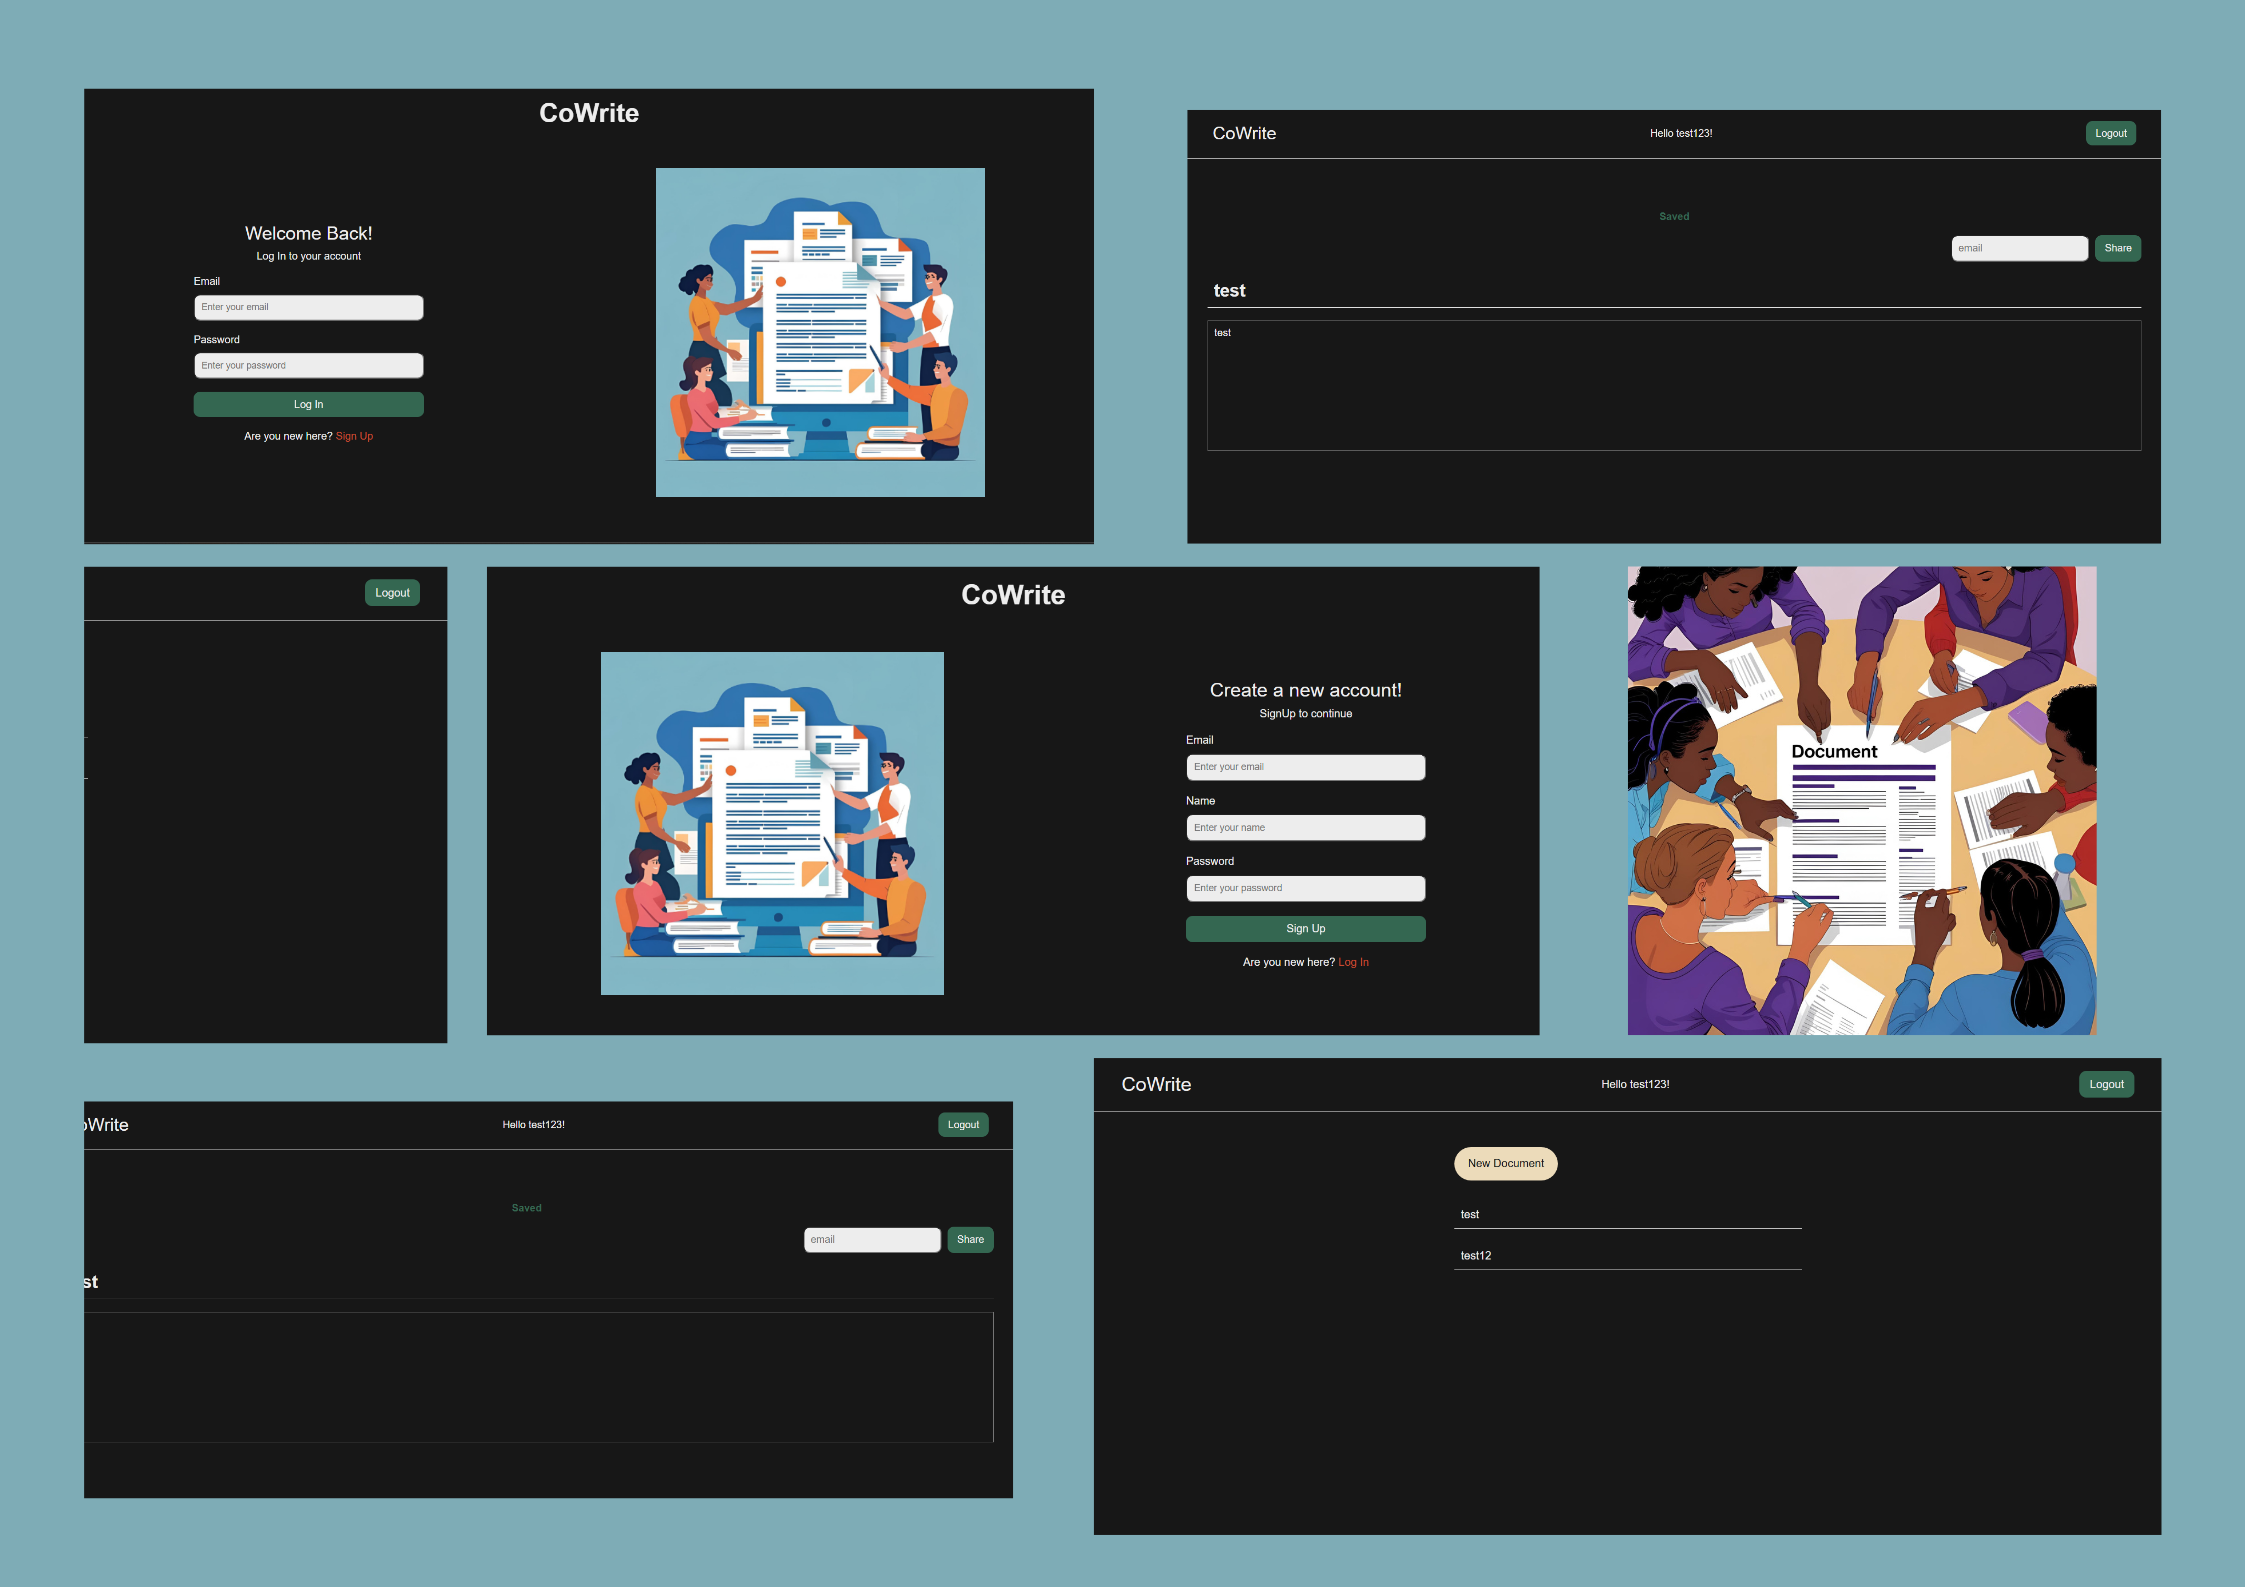 CoWrite
Welcome Back!
Log In to your account
Email
Enter your email
Password
Enter your password
Log In
Are you new here? Sign Up
CoWrite
Hello test123!
Logout
Saved
email
Share
test
test
Logout
CoWrite
Create a new account!
SignUp to continue
Email
Enter your email
Name
Enter your name
Password
Enter your password
Sign Up
Are you new here? Log In
Document
oWrite
Hello test123!
Logout
Saved
email
Share
st
CoWrite
Hello test123!
Logout
New Document
test
test12